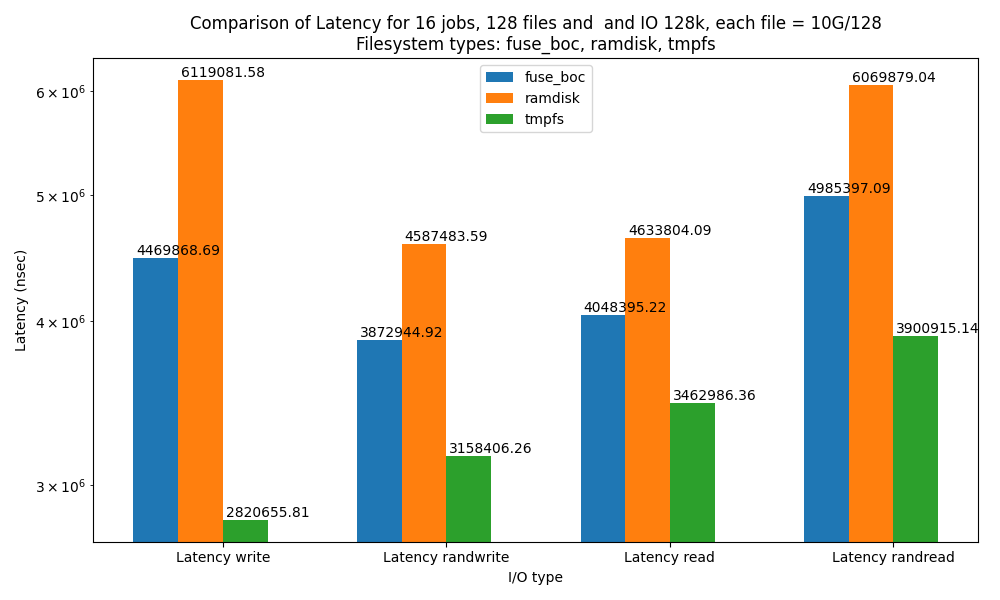 Comparison of Latency for 16 jobs, 128 files and  and IO 128k, each file = 10G/128
Filesystem types: fuse_boc, ramdisk, tmpfs
fuse_boc
ramdisk
tmpfs
6 × 10⁶
5 × 10⁶
4 × 10⁶
3 × 10⁶
Latency (nsec)
4469868.69
6119081.58
2820655.81
3872944.92
4587483.59
3158406.26
4048395.22
4633804.09
3462986.36
4985397.09
6069879.04
3900915.14
Latency write
Latency randwrite
Latency read
Latency randread
I/O type